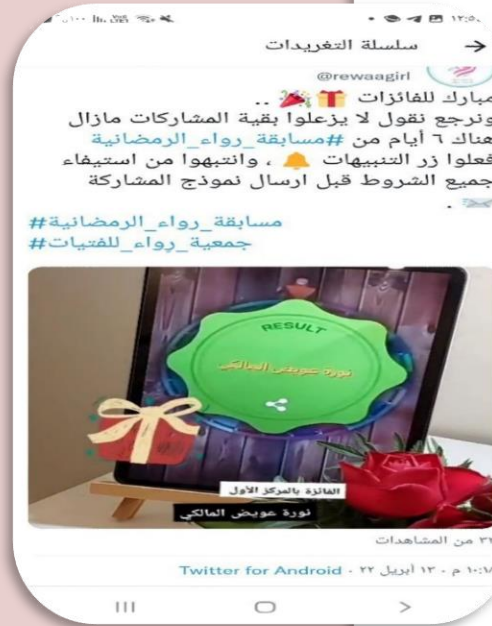 سلسلة التغريدات
@rewaagirl
مبارك للفائزات ..
ونرجع نقول لا يزعلوا بقية المشاركات مازال
هناك ٦ أيام من #مسابقة_رواء_الرمضانية
فعلوا زر التنبيهات ، وانتبهوا من استيفاء
جميع الشروط قبل ارسال نموذج المشاركة
.
#مسابقة_رواء_الرمضانية
#جمعية_رواء_للفتيات
RESULT
نورة عويض المالكي
الفائزة بالمركز الأول
نورة عويض المالكي
من المشاهدات
م ٠ ١٣ أبريل ٢٢ ٠ Twitter for Android